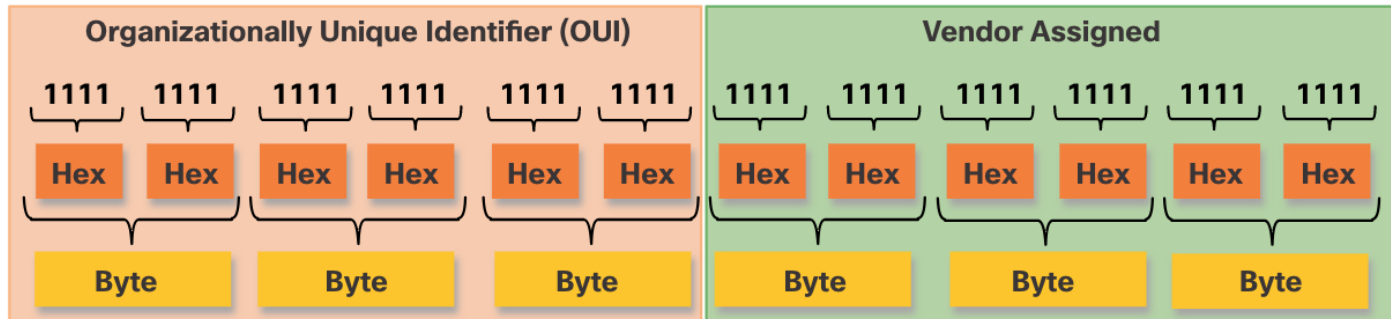 Organizationally Unique Identifier (OUI) Vendor Assigned
1111 1111 1111 1111 1111 1111 1111 1111 1111 1111 1111 1111
Hex Hex Hex Hex Hex Hex Hex Hex Hex Hex Hex Hex
Byte Byte Byte Byte Byte Byte